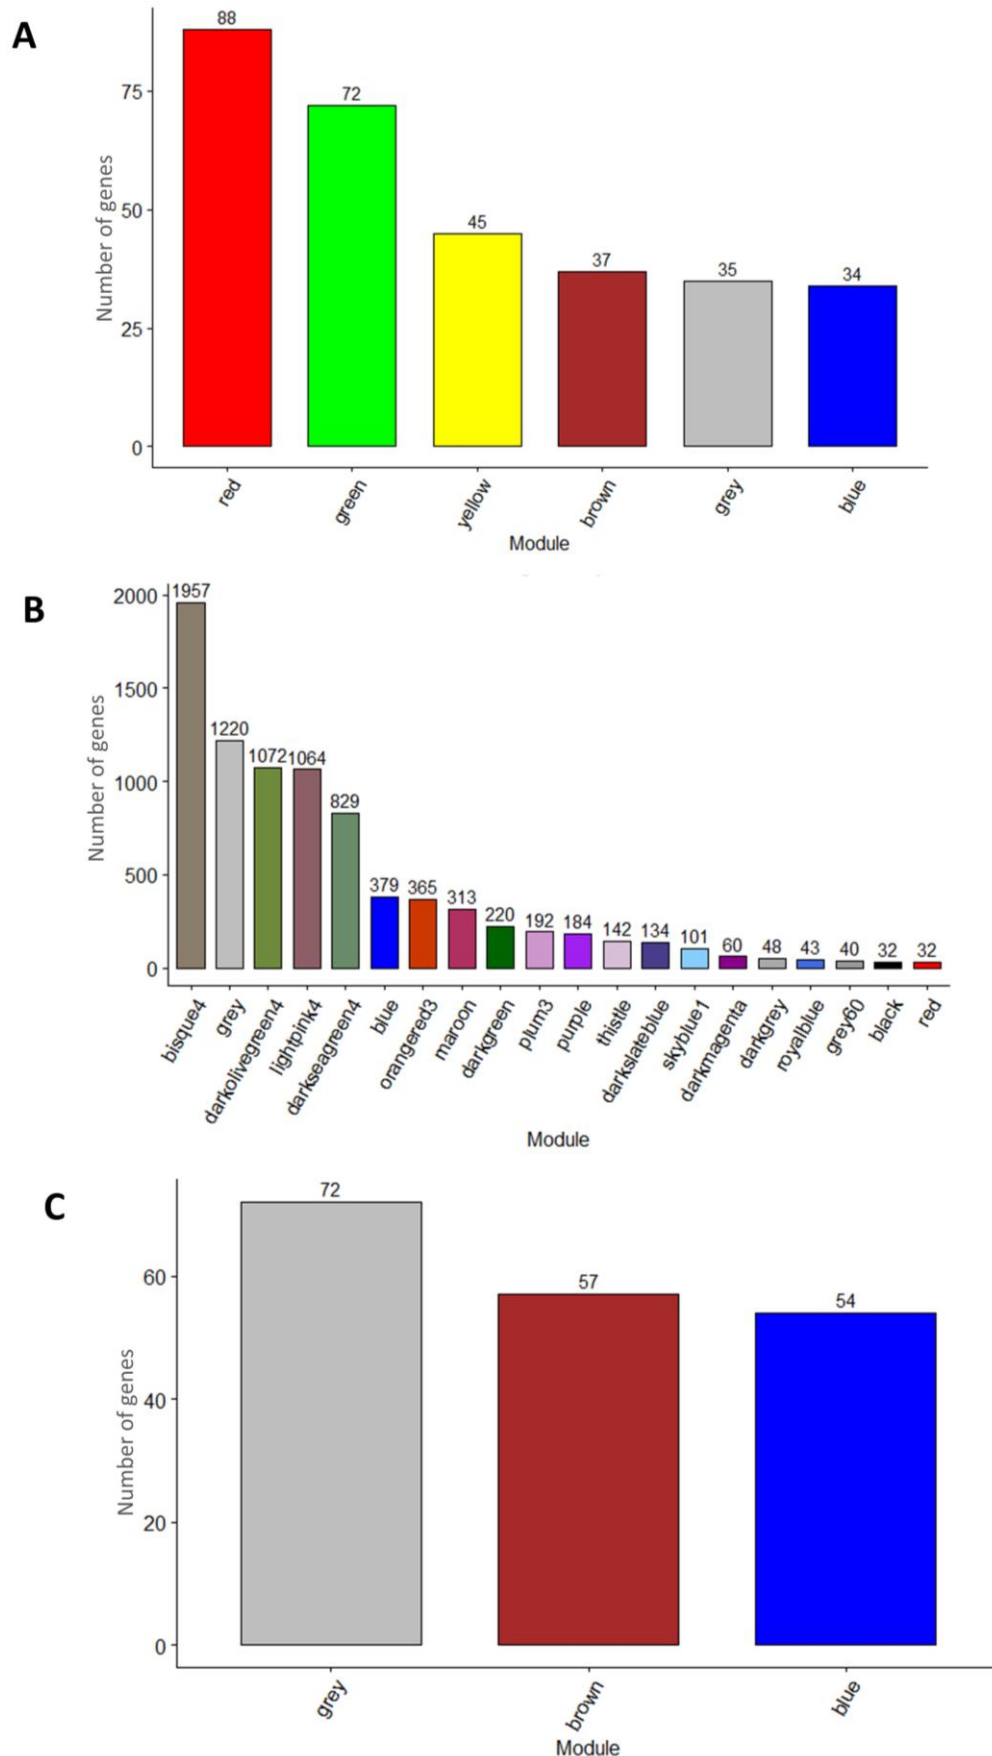 A
Number of genes
75
50
25
0
88
72
45
37
35
34
red
green
yellow
brown
grey
blue
Module
B
Number of genes
2000
1500
1000
500
0
1957
1220
1072
1064
829
379
365
313
220
192
184
142
134
101
60
48
43
40
32
32
bisque4
grey
darkolivegreen4
lightpink4
darkseagreen4
blue
orangered3
maroon
darkgreen
plum3
purple
thistle
darkslateblue
skyblue1
darkmagenta
darkgrey
royalblue
grey60
black
red
Module
C
Number of genes
60
40
20
0
72
57
54
grey
brown
blue
Module